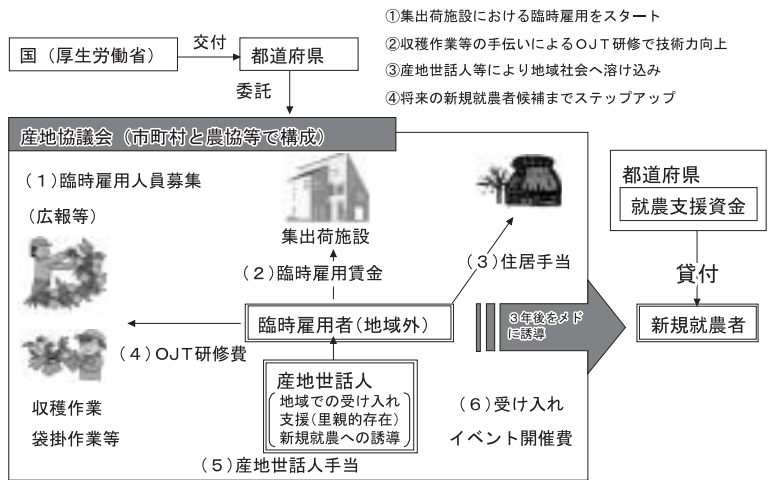 ①集出荷施設における臨時雇用をスタート
②収穫作業等の手伝いによるOJT研修で技術力向上
③産地世話人等により地域社会へ溶け込み
④将来の新規就農者候補までステップアップ
国（厚生労働省）
交付
都道府県
委託
産地協議会（市町村と農協等で構成）
（１）臨時雇用人員募集
（広報等）
集出荷施設
（２）臨時雇用賃金
（３）住居手当
臨時雇用者（地域外）
（４）OJT研修費
収穫作業
袋掛作業等
産地世話人
地域での受け入れ
支援（里親的存在）
新規就農への誘導
（５）産地世話人手当
（６）受け入れ
イベント開催費
３年後をメド
に誘導
都道府県
就農支援資金
貸付
新規就農者